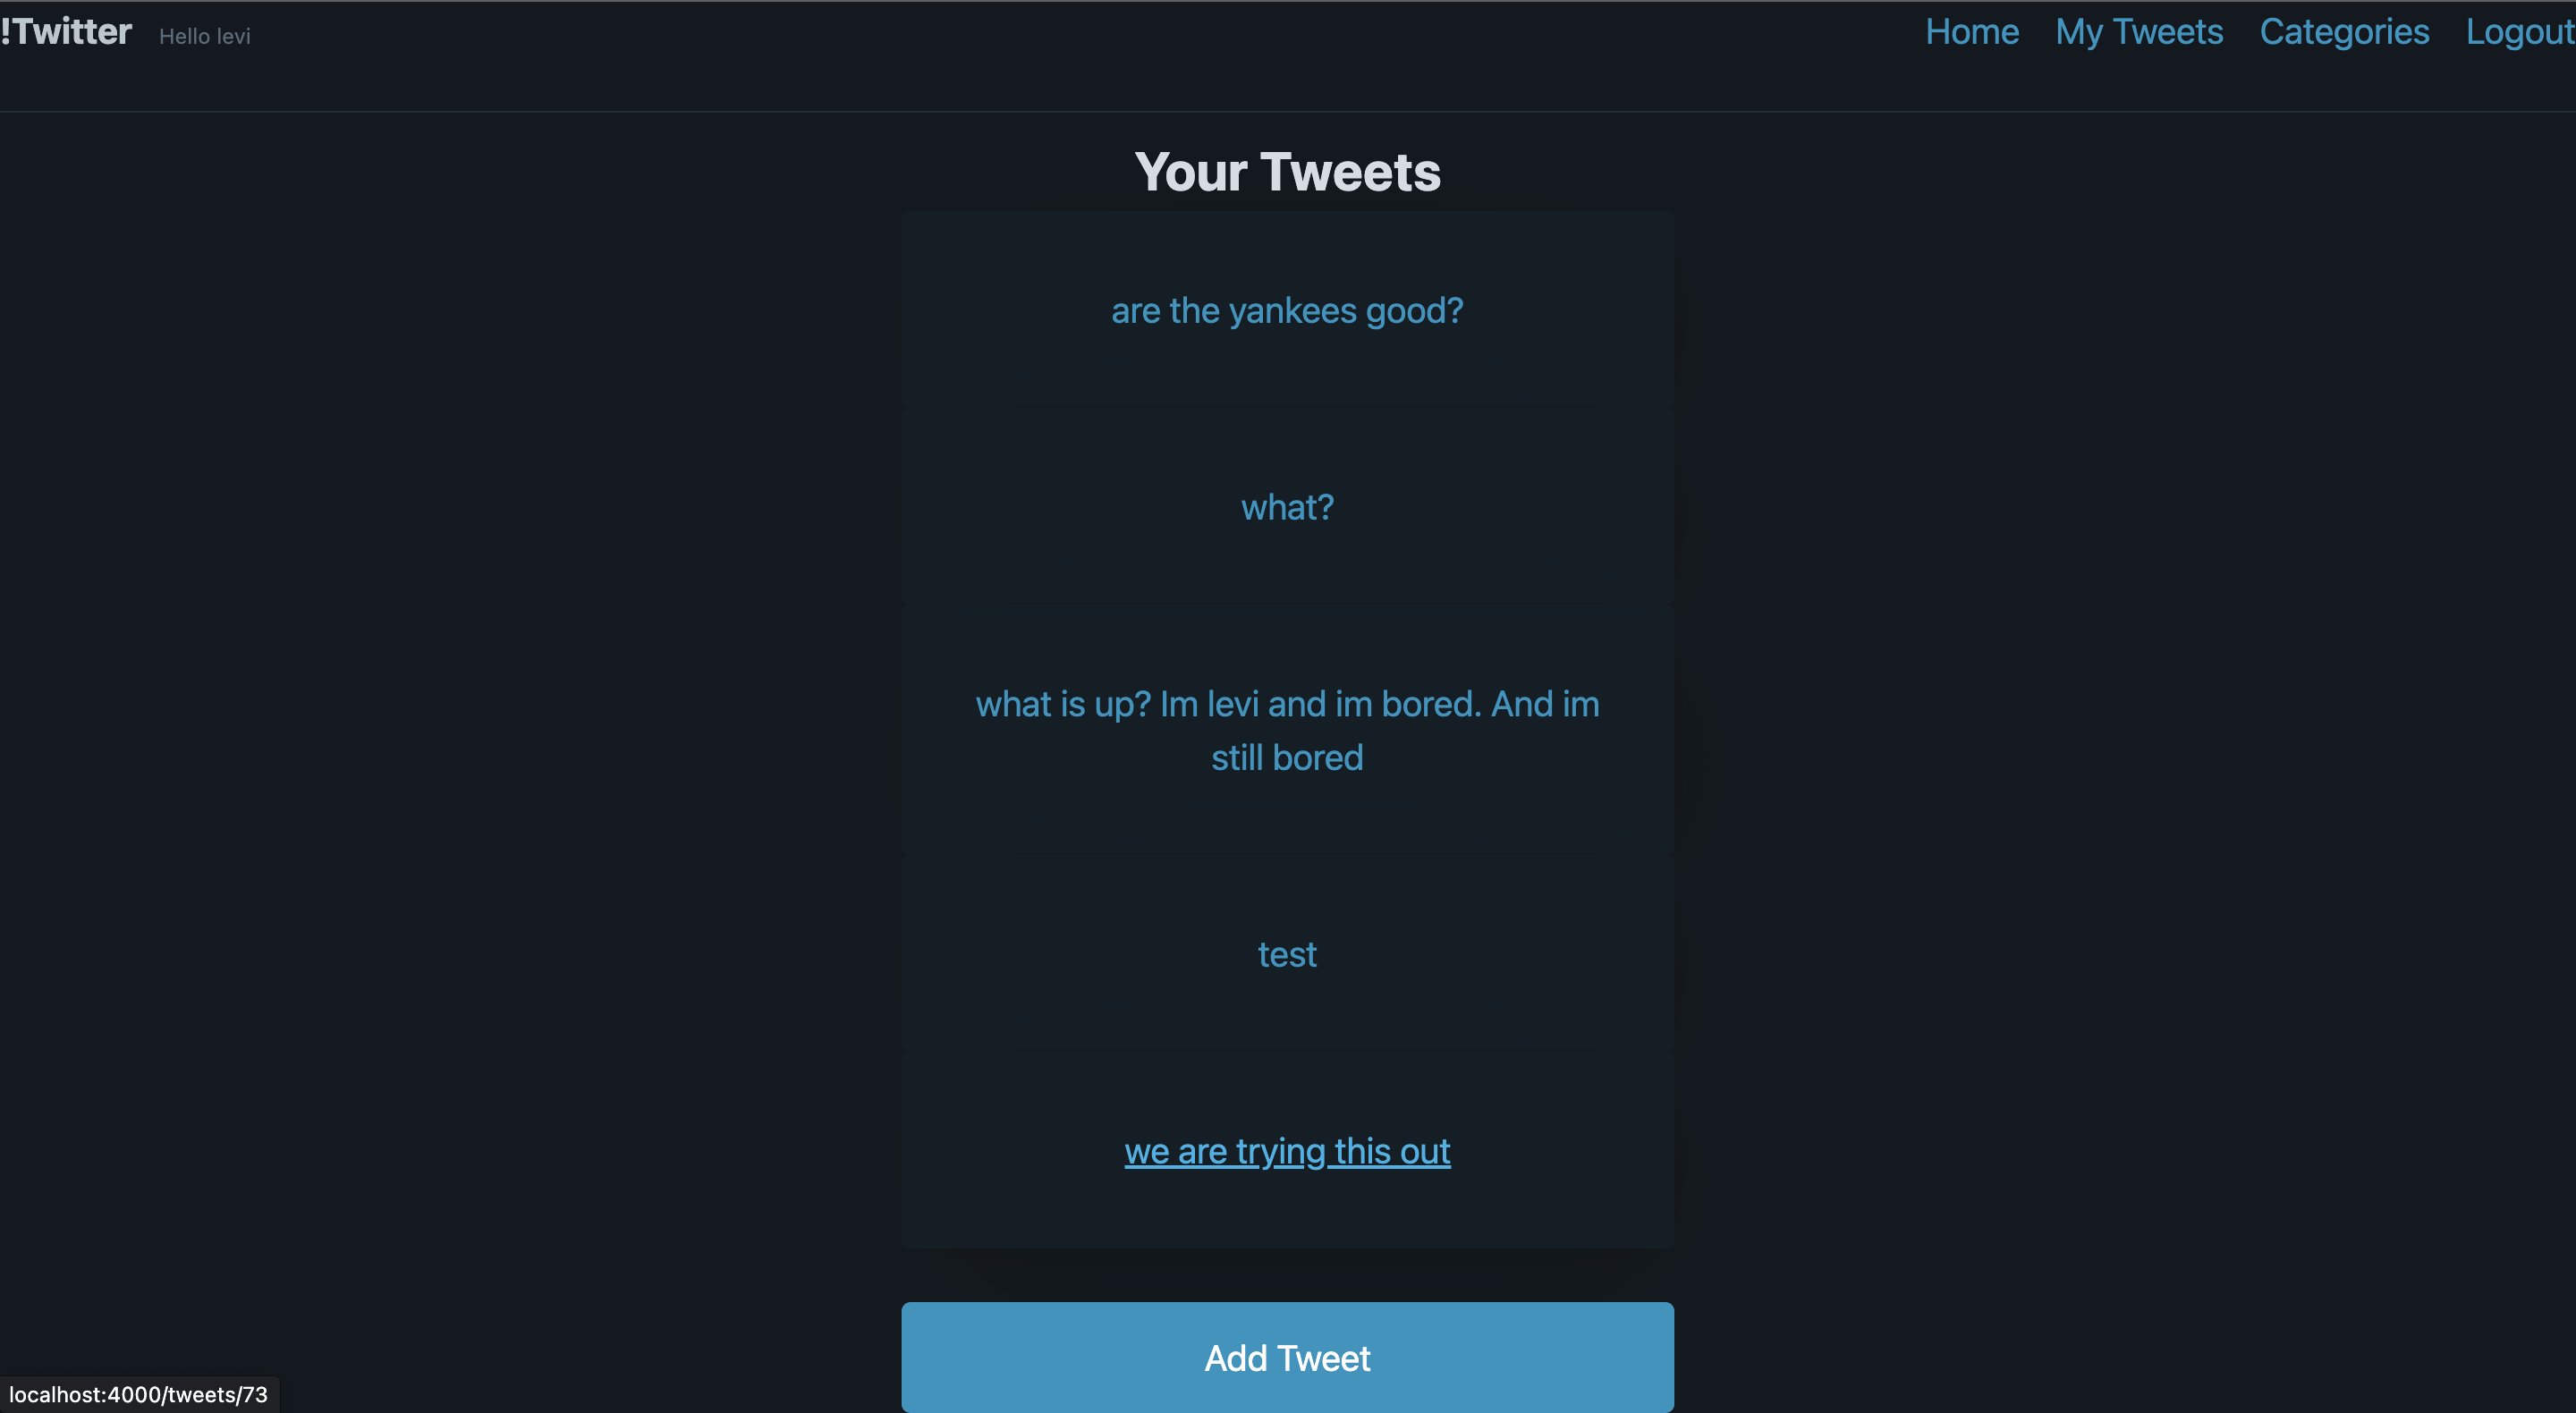 !Twitter Hello levi Home My Tweets Categories Logout
Your Tweets
are the yankees good?
what?
what is up? Im levi and im bored. And im
still bored
test
we are trying this out
Add Tweet
localhost:4000/tweets/73